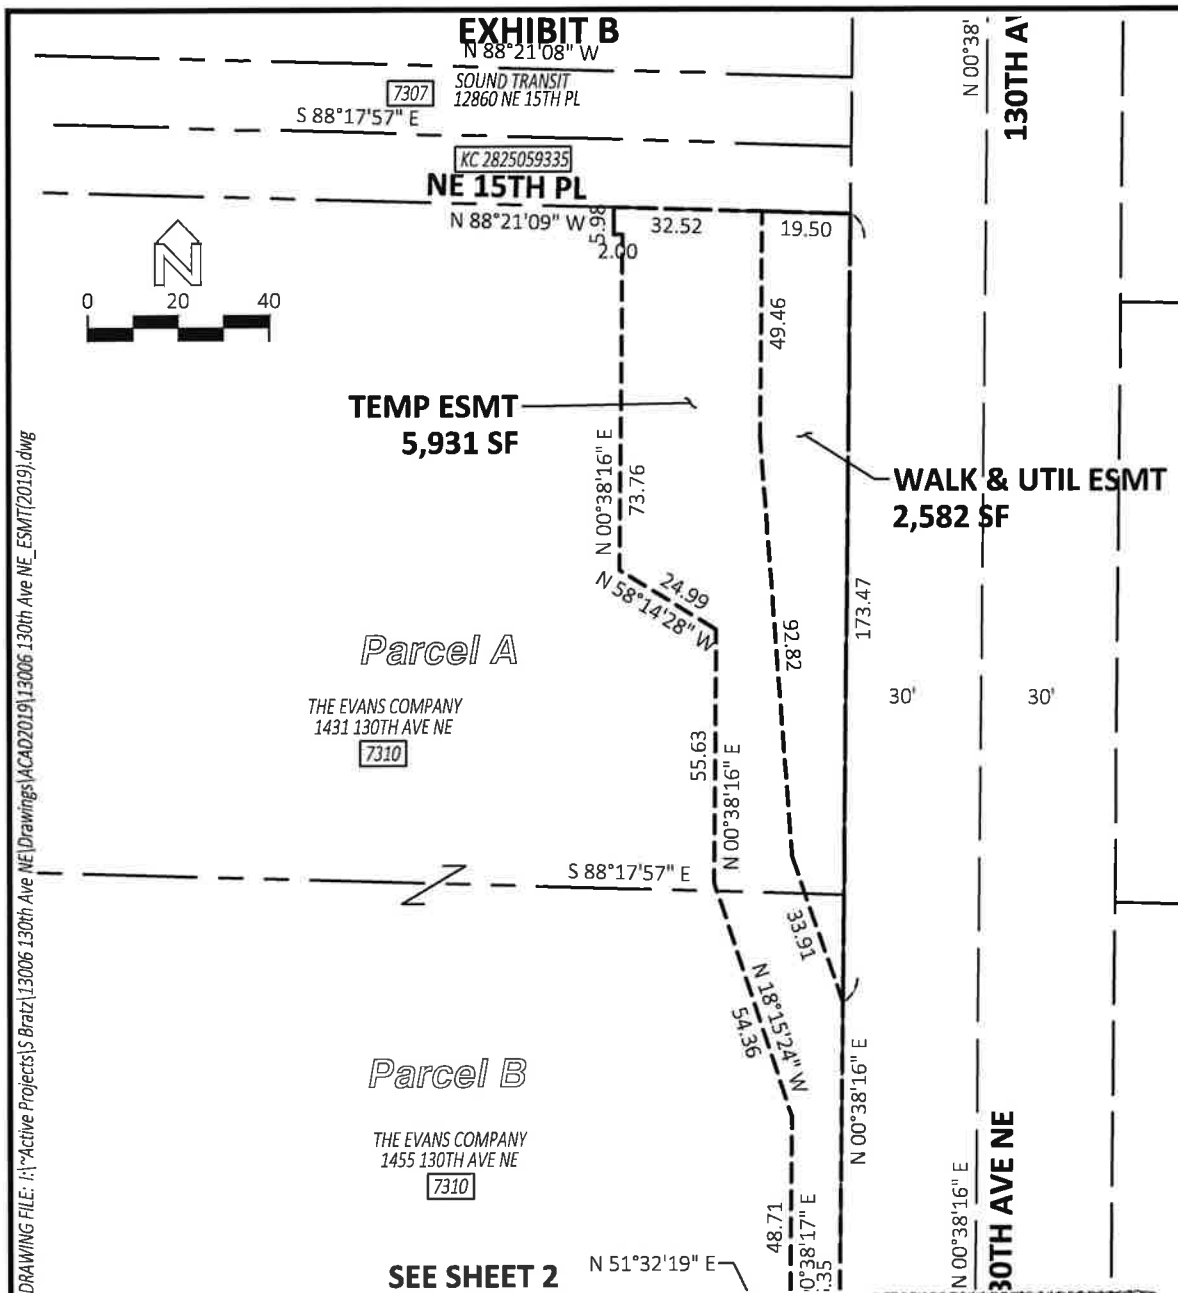 EXHIBIT B
N 88°21'08" W
SOUND TRANSIT
12860 NE 15TH PL
7307
S 88°17'57" E
KC 2825059335
NE 15TH PL
N 88°21'09" W
5.98
32.52
19.50
2.00
N
0 20 40
49.46
TEMP ESMT
5,931 SF
WALK & UTIL ESMT
2,582 SF
N 00°38'16" E
73.76
24.99
N 58°14'28" W
92.82
173.47
30'
30'
Parcel A
THE EVANS COMPANY
1431 130TH AVE NE
7310
55.63
N 00°38'16" E
S 88°17'57" E
33.91
N 18°15'24" W
54.36
Parcel B
THE EVANS COMPANY
1455 130TH AVE NE
7310
N 00°38'16" E
48.71
0°38'17" E
.35
N 51°32'19" E
SEE SHEET 2
N 00°38'
130TH A
N 00°38'16" E
30TH AVE NE
DRAWING FILE: I:\~Active Projects\S Bratz\13006 130th Ave NE\Drawings\ACAD2019\13006 130th Ave NE_ESMT(2019).dwg